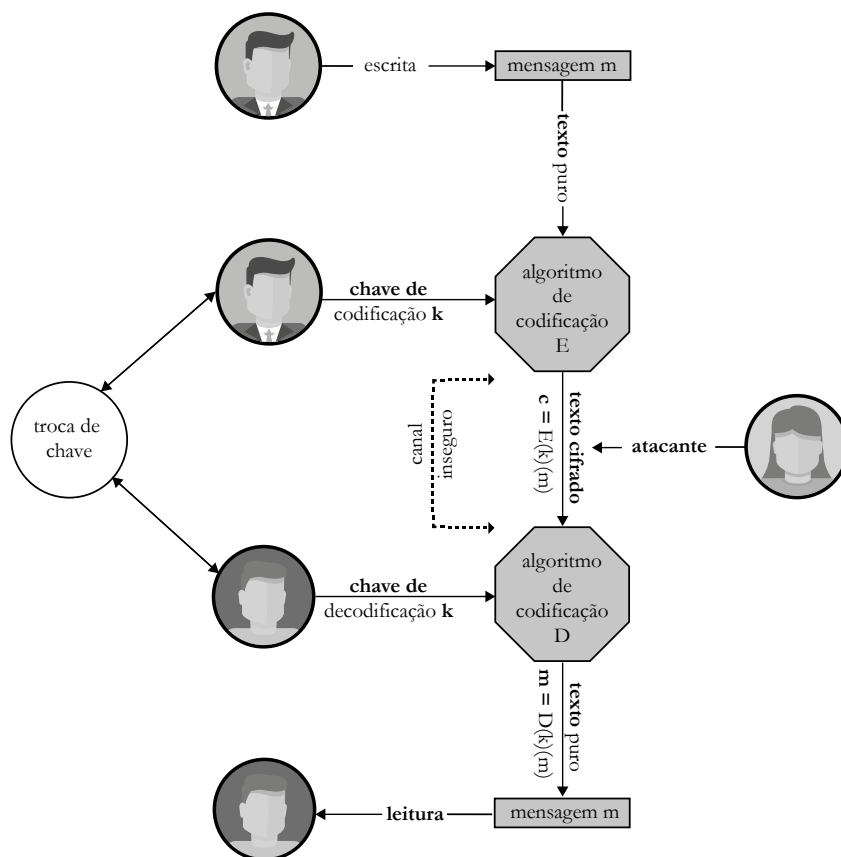 escrita
mensagem m
texto puro
algoritmo
de
codificação
E
chave de
codificação k
troca de
chave
canal
inseguro
texto cifrado
c = E(k)(m)
atacante
algoritmo
de
codificação
D
chave de
decodificação k
texto puro
m = D(k)(m)
leitura
mensagem m